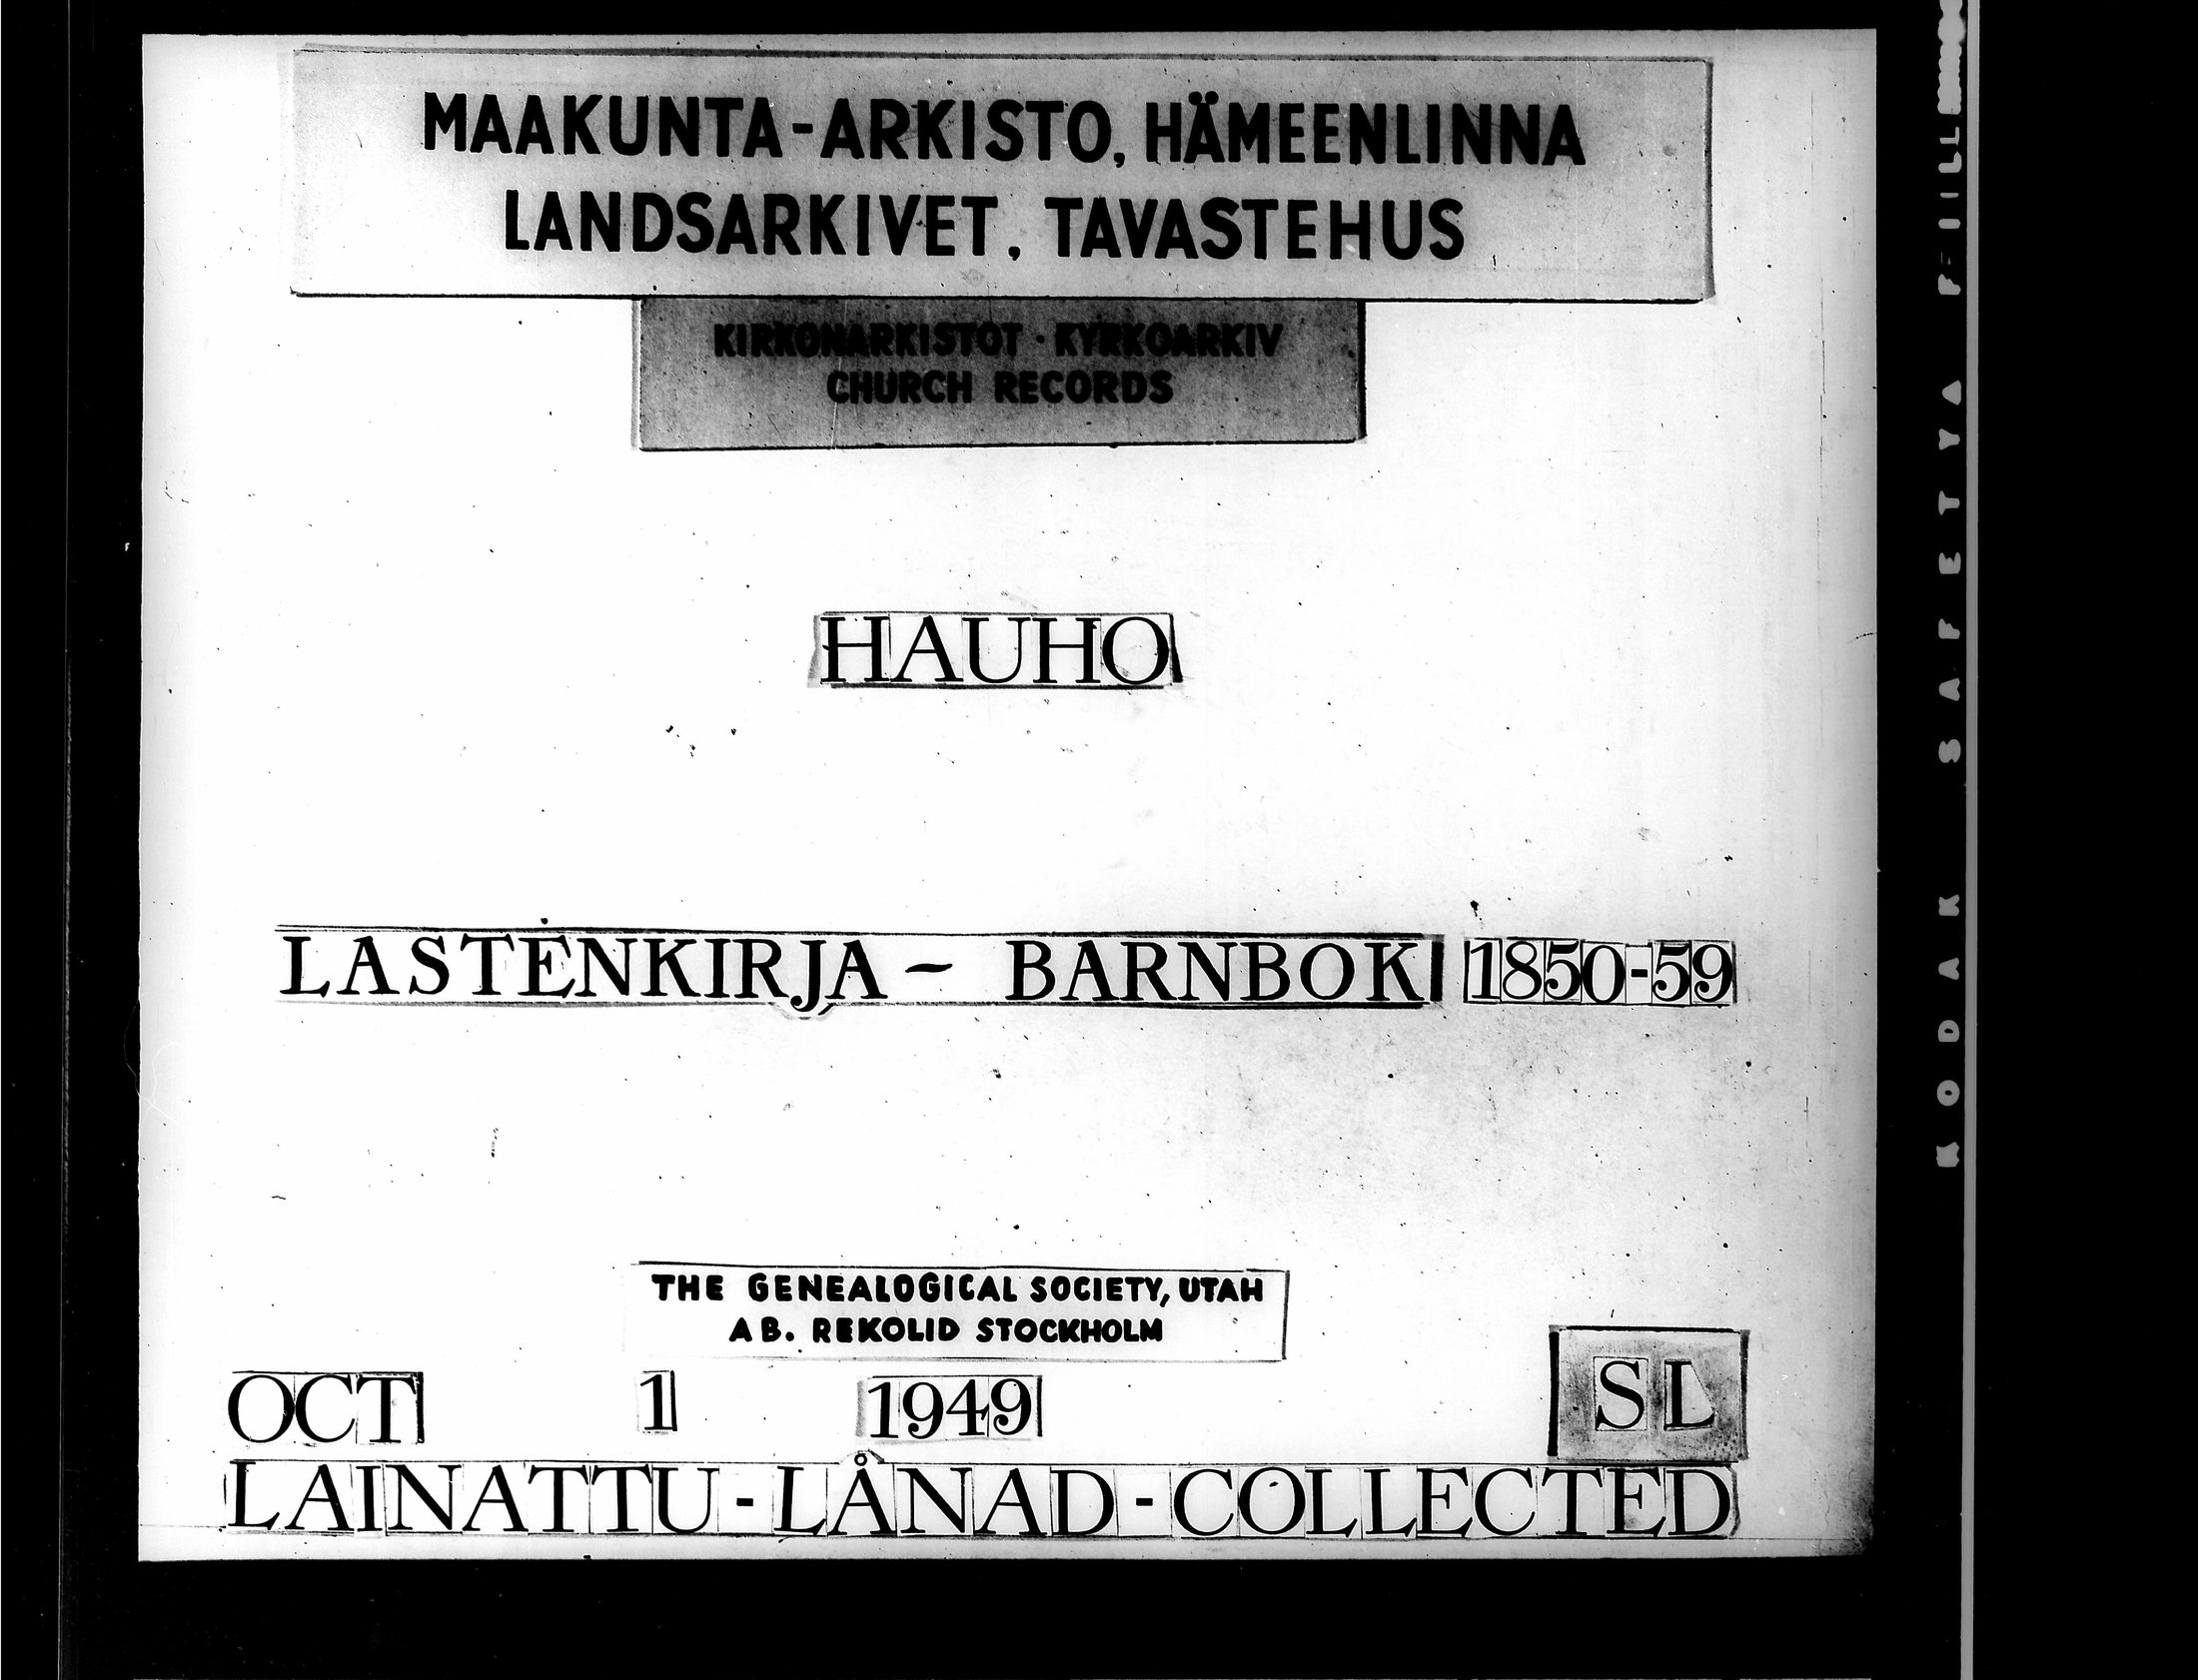 MAAKUNTA-ARKISTO, HÄMEENLINNA
LANDSARKIVET, TAVASTEHUS
KIRKONARKISTOT · KYRKOARKIV
CHURCH RECORDS
HAUHO
LASTENKIRJA - BARNBOK 1850-59
THE GENEALOGICAL SOCIETY, UTAH
AB. REKOLID STOCKHOLM
OCT 1 1949 SL
LAINATTU - LÅNAD - COLLECTED
KODAK SAFETY